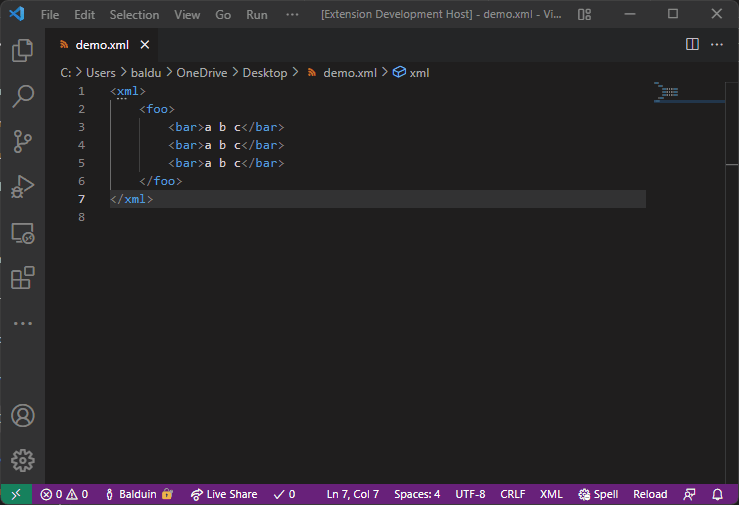 File Edit Selection View Go Run ··· [Extension Development Host] - demo.xml - Vi...
demo.xml
C: > Users > baldu > OneDrive > Desktop > demo.xml > xml
1 <xml>
2 <foo>
3 <bar>a b c</bar>
4 <bar>a b c</bar>
5 <bar>a b c</bar>
6 </foo>
7 </xml>
8
0 0 Balduin Live Share 0 Ln 7, Col 7 Spaces: 4 UTF-8 CRLF XML Spell Reload